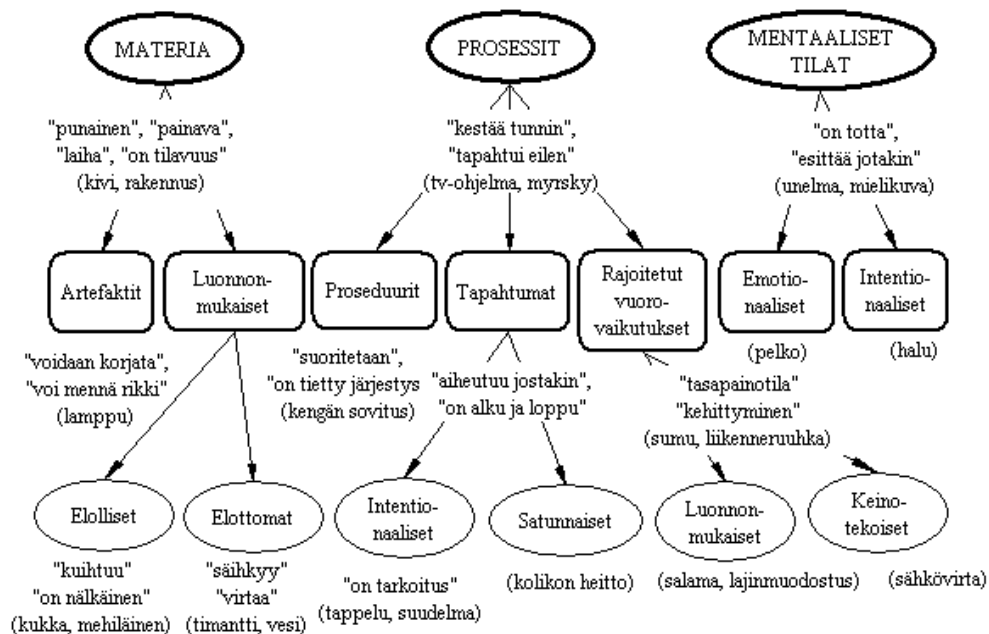 MATERIA
PROSESSIT
MENTAALISET
TILAT
"punainen", "painava",
"laiha", "on tilavuus"
(kivi, rakennus)
"kestää tunnin",
"tapahtui eilen"
(tv-ohjelma, myrsky)
"on totta",
"esittää jotakin"
(unelma, mielikuva)
Artefaktit
Luonnon-
mukaiset
Proseduurit
Tapahtumat
Rajoitetut
vuoro-
vaikutukset
Emotio-
naaliset
Intentio-
naaliset
"voidaan korjata",
"voi mennä rikki"
(lamppu)
"suoritetaan",
"on tietty järjestys
(kengän sovitus)
"aiheutuu jostakin",
"on alku ja loppu"
"tasapainotila"
"kehittyminen"
(sumu, liikenneruuhka)
(pelko)
(halu)
Elolliset
Elottomat
Intentio-
naaliset
Satunnaiset
Luonnon-
mukaiset
Keino-
tekoiset
"kuihtuu"
"on nälkäinen"
(kukka, mehiläinen)
"säihkyy"
"virtaa"
(timantti, vesi)
"on tarkoitus"
(tappelu, suudelma)
(kolikon heitto)
(salama, lajinmuodostus)
(sähkövirta)